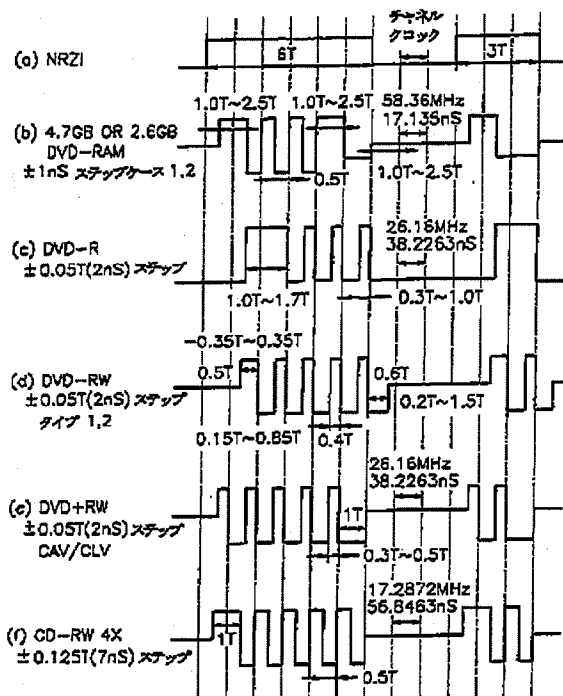 チャネル
クロック
(a) NRZI
6T
3T
1.0T~2.5T
1.0T~2.5T
58.36MHz
17.135nS
(b) 4.7GB OR 2.6GB
DVD-RAM
±1nS ステップケース 1,2
0.5T
1.0T~2.5T
26.16MHz
38.2263nS
(c) DVD-R
±0.05T(2nS) ステップ
1.0T~1.7T
0.3T~1.0T
-0.35T~0.35T
0.5T
0.6T
(d) DVD-RW
±0.05T(2nS) ステップ
タイプ 1,2
0.2T~1.5T
0.15T~0.85T
0.4T
26.16MHz
38.2263nS
(e) DVD+RW
±0.05T(2nS) ステップ
CAV/CLV
1T
0.3T~0.5T
17.2872MHz
56.8463nS
(f) CD-RW 4X
±0.125T(7nS) ステップ
1T
0.5T